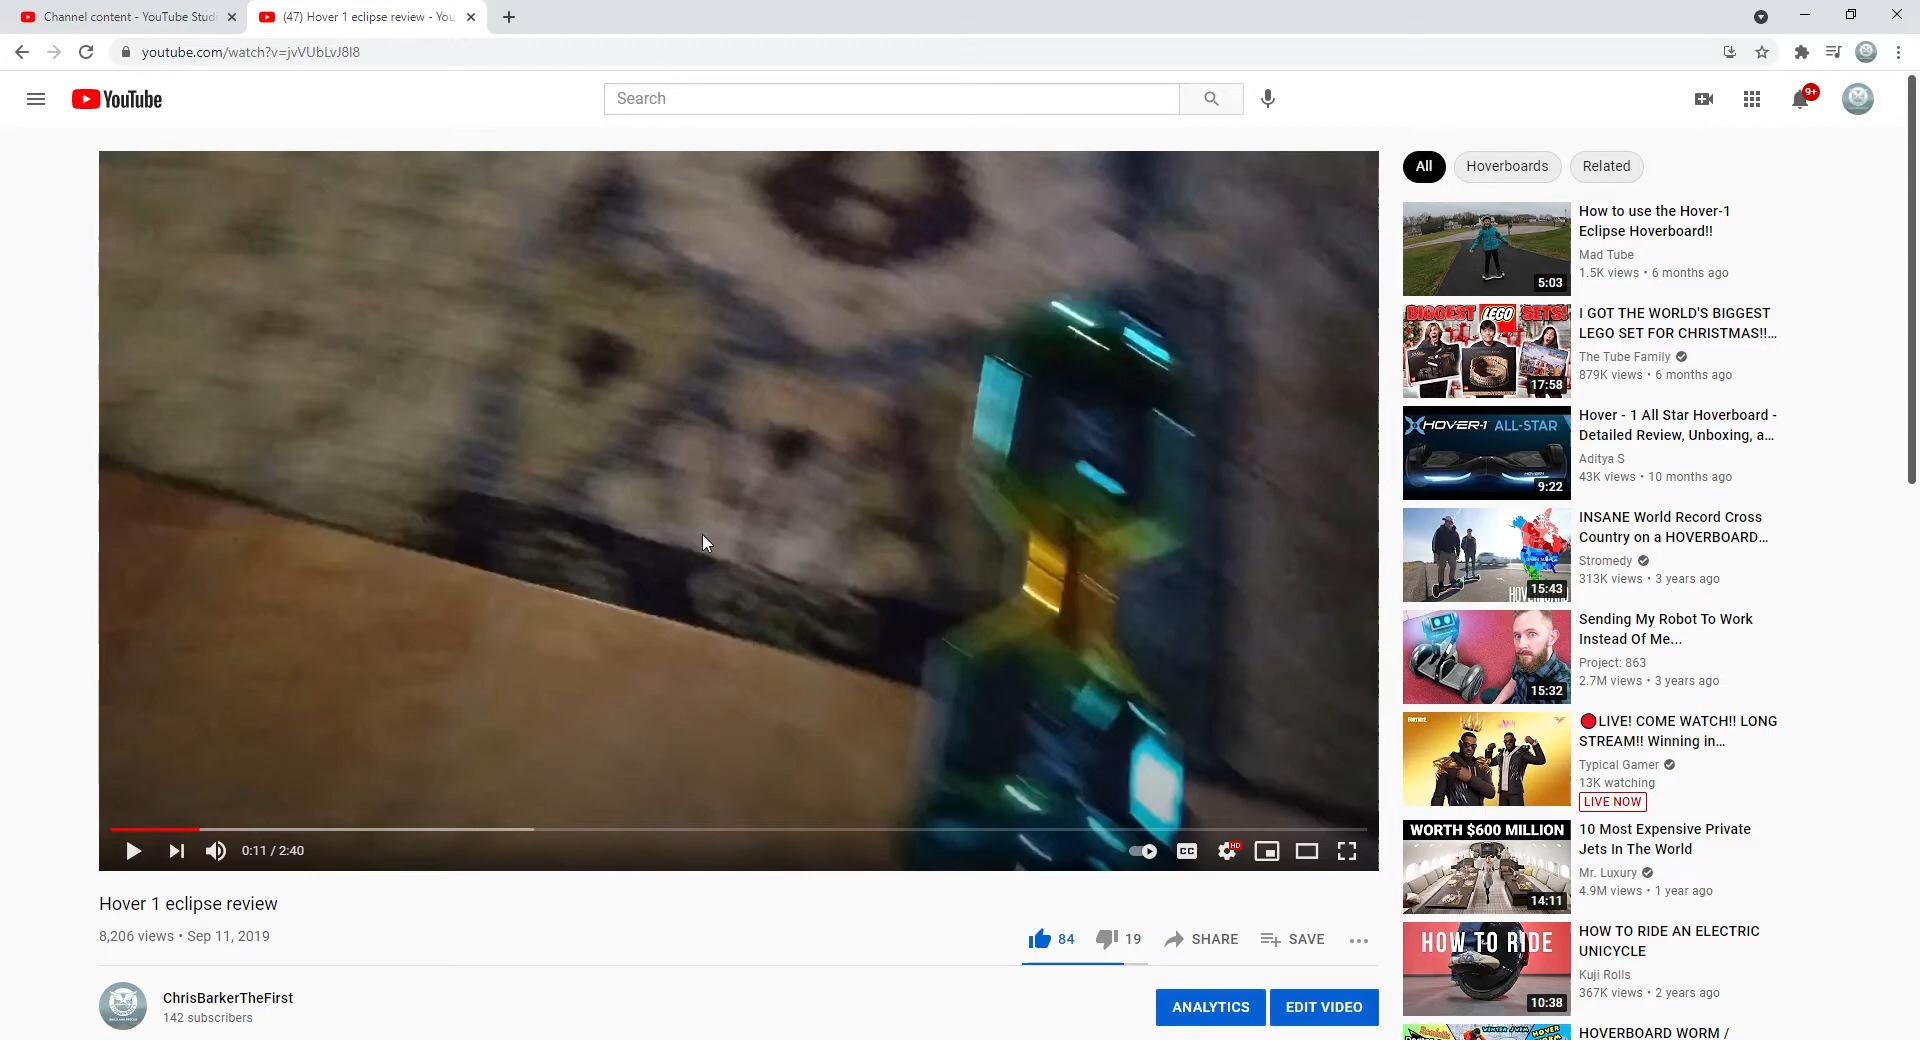 Channel content - YouTube Studi
(47) Hover 1 eclipse review - You
youtube.com/watch?v=jvVUbLvJ8I8
YouTube
Search
9+
0:11 / 2:40
CC
HD
Hover 1 eclipse review
8,206 views • Sep 11, 2019
84
19
SHARE
SAVE
ChrisBarkerTheFirst
142 subscribers
ANALYTICS
EDIT VIDEO
All
Hoverboards
Related
5:03
How to use the Hover-1
Eclipse Hoverboard!!
Mad Tube
1.5K views • 6 months ago
BIGGEST LEGO SETS!
17:58
I GOT THE WORLD'S BIGGEST
LEGO SET FOR CHRISTMAS!!...
The Tube Family
879K views • 6 months ago
HOVER-1 ALL-STAR
9:22
Hover - 1 All Star Hoverboard -
Detailed Review, Unboxing, a...
Aditya S
43K views • 10 months ago
15:43
INSANE World Record Cross
Country on a HOVERBOARD...
Stromedy
313K views • 3 years ago
15:32
Sending My Robot To Work
Instead Of Me...
Project: 863
2.7M views • 3 years ago
FORTNITE
🔴LIVE! COME WATCH!! LONG
STREAM!! Winning in...
Typical Gamer
13K watching
LIVE NOW
WORTH $600 MILLION
14:11
10 Most Expensive Private
Jets In The World
Mr. Luxury
4.9M views • 1 year ago
HOW TO RIDE
10:38
HOW TO RIDE AN ELECTRIC
UNICYCLE
Kuji Rolls
367K views • 2 years ago
HOVERBOARD WORM /